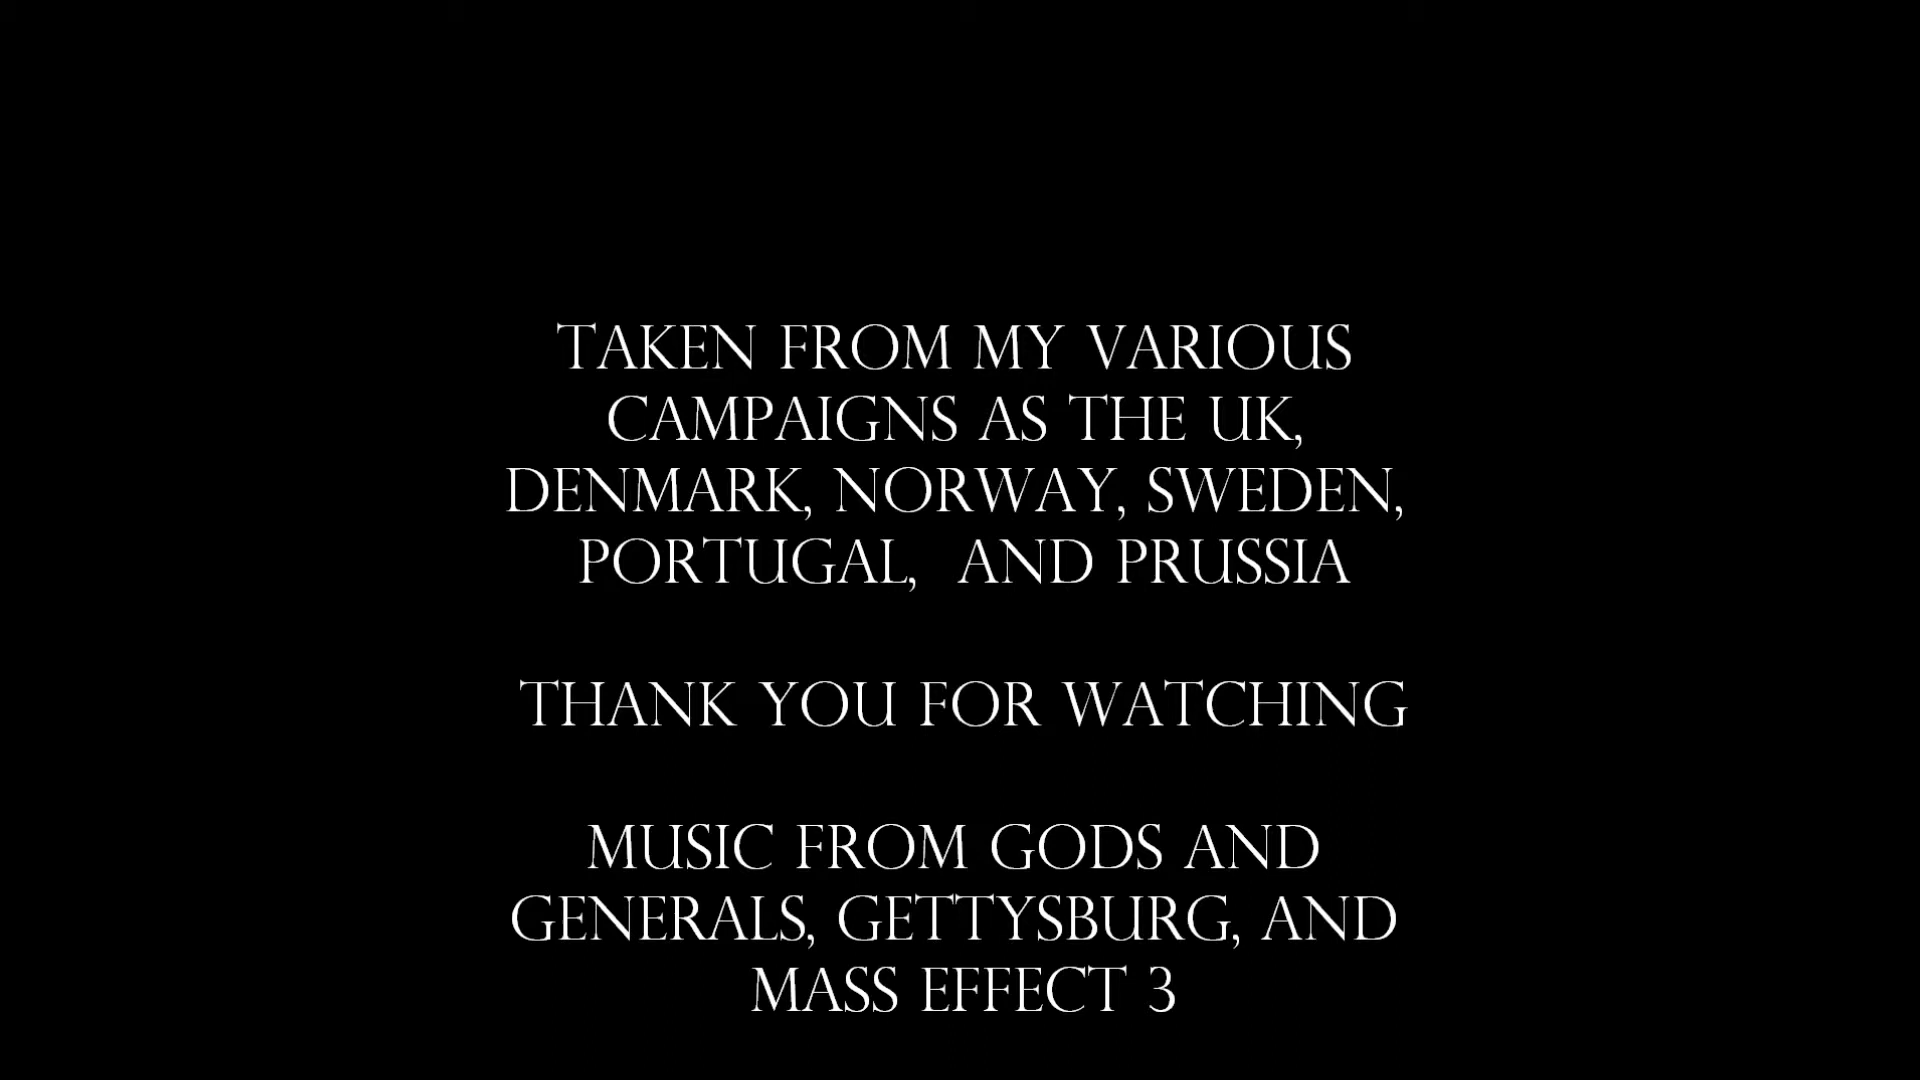 TAKEN FROM MY VARIOUS
CAMPAIGNS AS THE UK,
DENMARK, NORWAY, SWEDEN,
PORTUGAL,  AND PRUSSIA
THANK YOU FOR WATCHING
MUSIC FROM GODS AND
GENERALS, GETTYSBURG, AND
MASS EFFECT 3